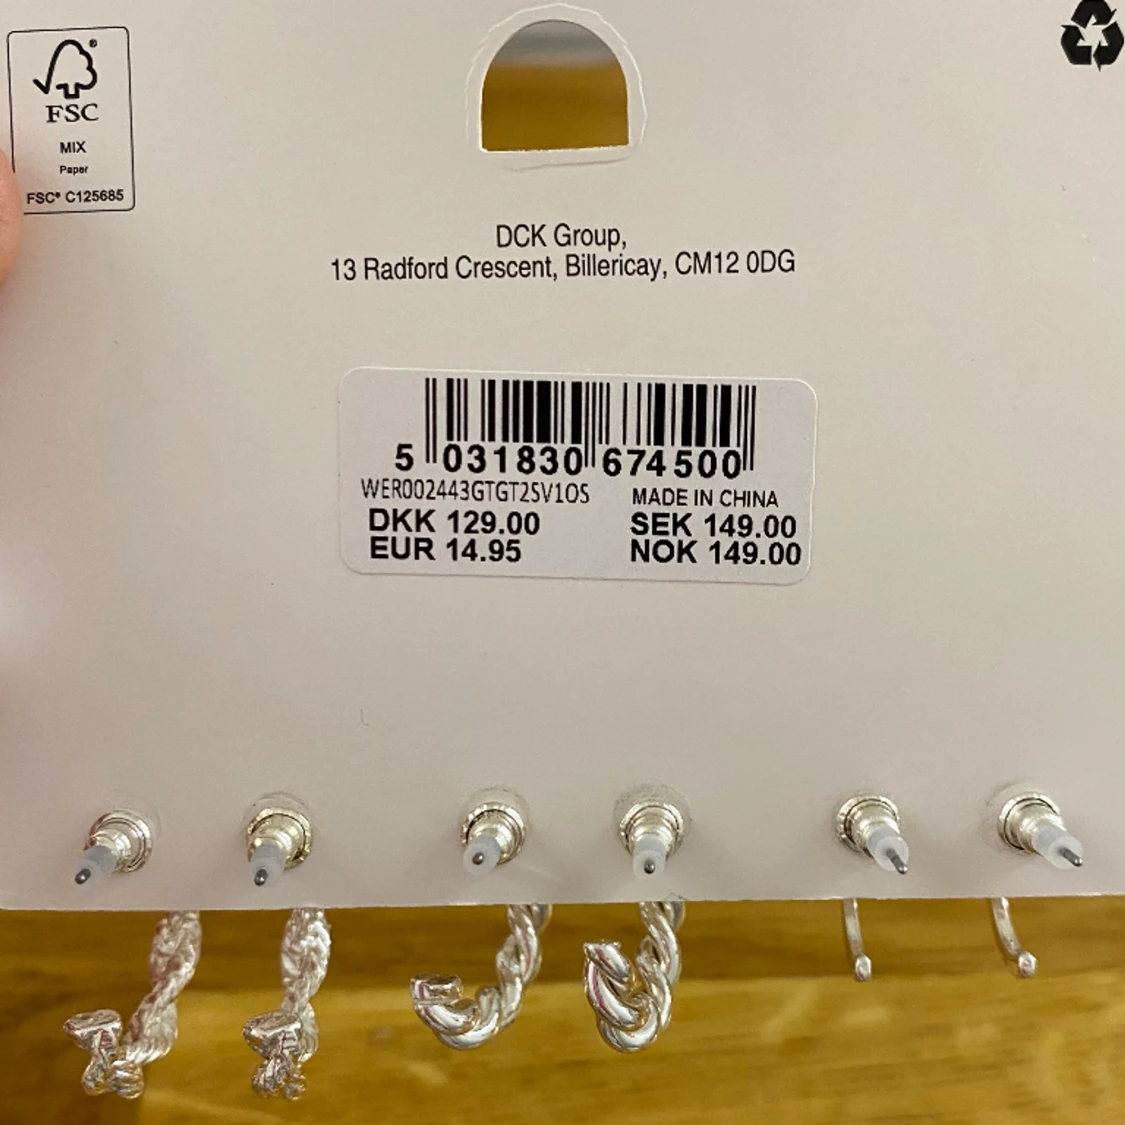 FSC®
MIX
Paper
FSC® C125685
DCK Group,
13 Radford Crescent, Billericay, CM12 0DG
5 031830 674500
WER002443GTGT2SV1OS MADE IN CHINA
DKK 129.00 SEK 149.00
EUR 14.95 NOK 149.00